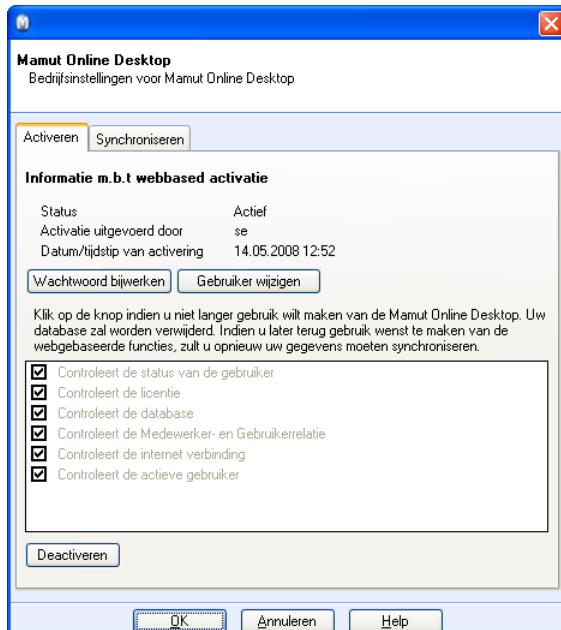 Mamut Online Desktop
Bedrijfsinstellingen voor Mamut Online Desktop
Activeren Synchroniseren
Informatie m.b.t webbased activatie
Status Actief
Activatie uitgevoerd door se
Datum/tijdstip van activering 14.05.2008 12:52
Wachtwoord bijwerken Gebruiker wijzigen
Klik op de knop indien u niet langer gebruik wilt maken van de Mamut Online Desktop. Uw
database zal worden verwijderd. Indien u later terug gebruik wenst te maken van de
webgebaseerde functies, zult u opnieuw uw gegevens moeten synchroniseren.
Controleert de status van de gebruiker
Controleert de licentie
Controleert de database
Controleert de Medewerker- en Gebruikerrelatie
Controleert de internet verbinding
Controleert de actieve gebruiker
Deactiveren
OK Annuleren Help